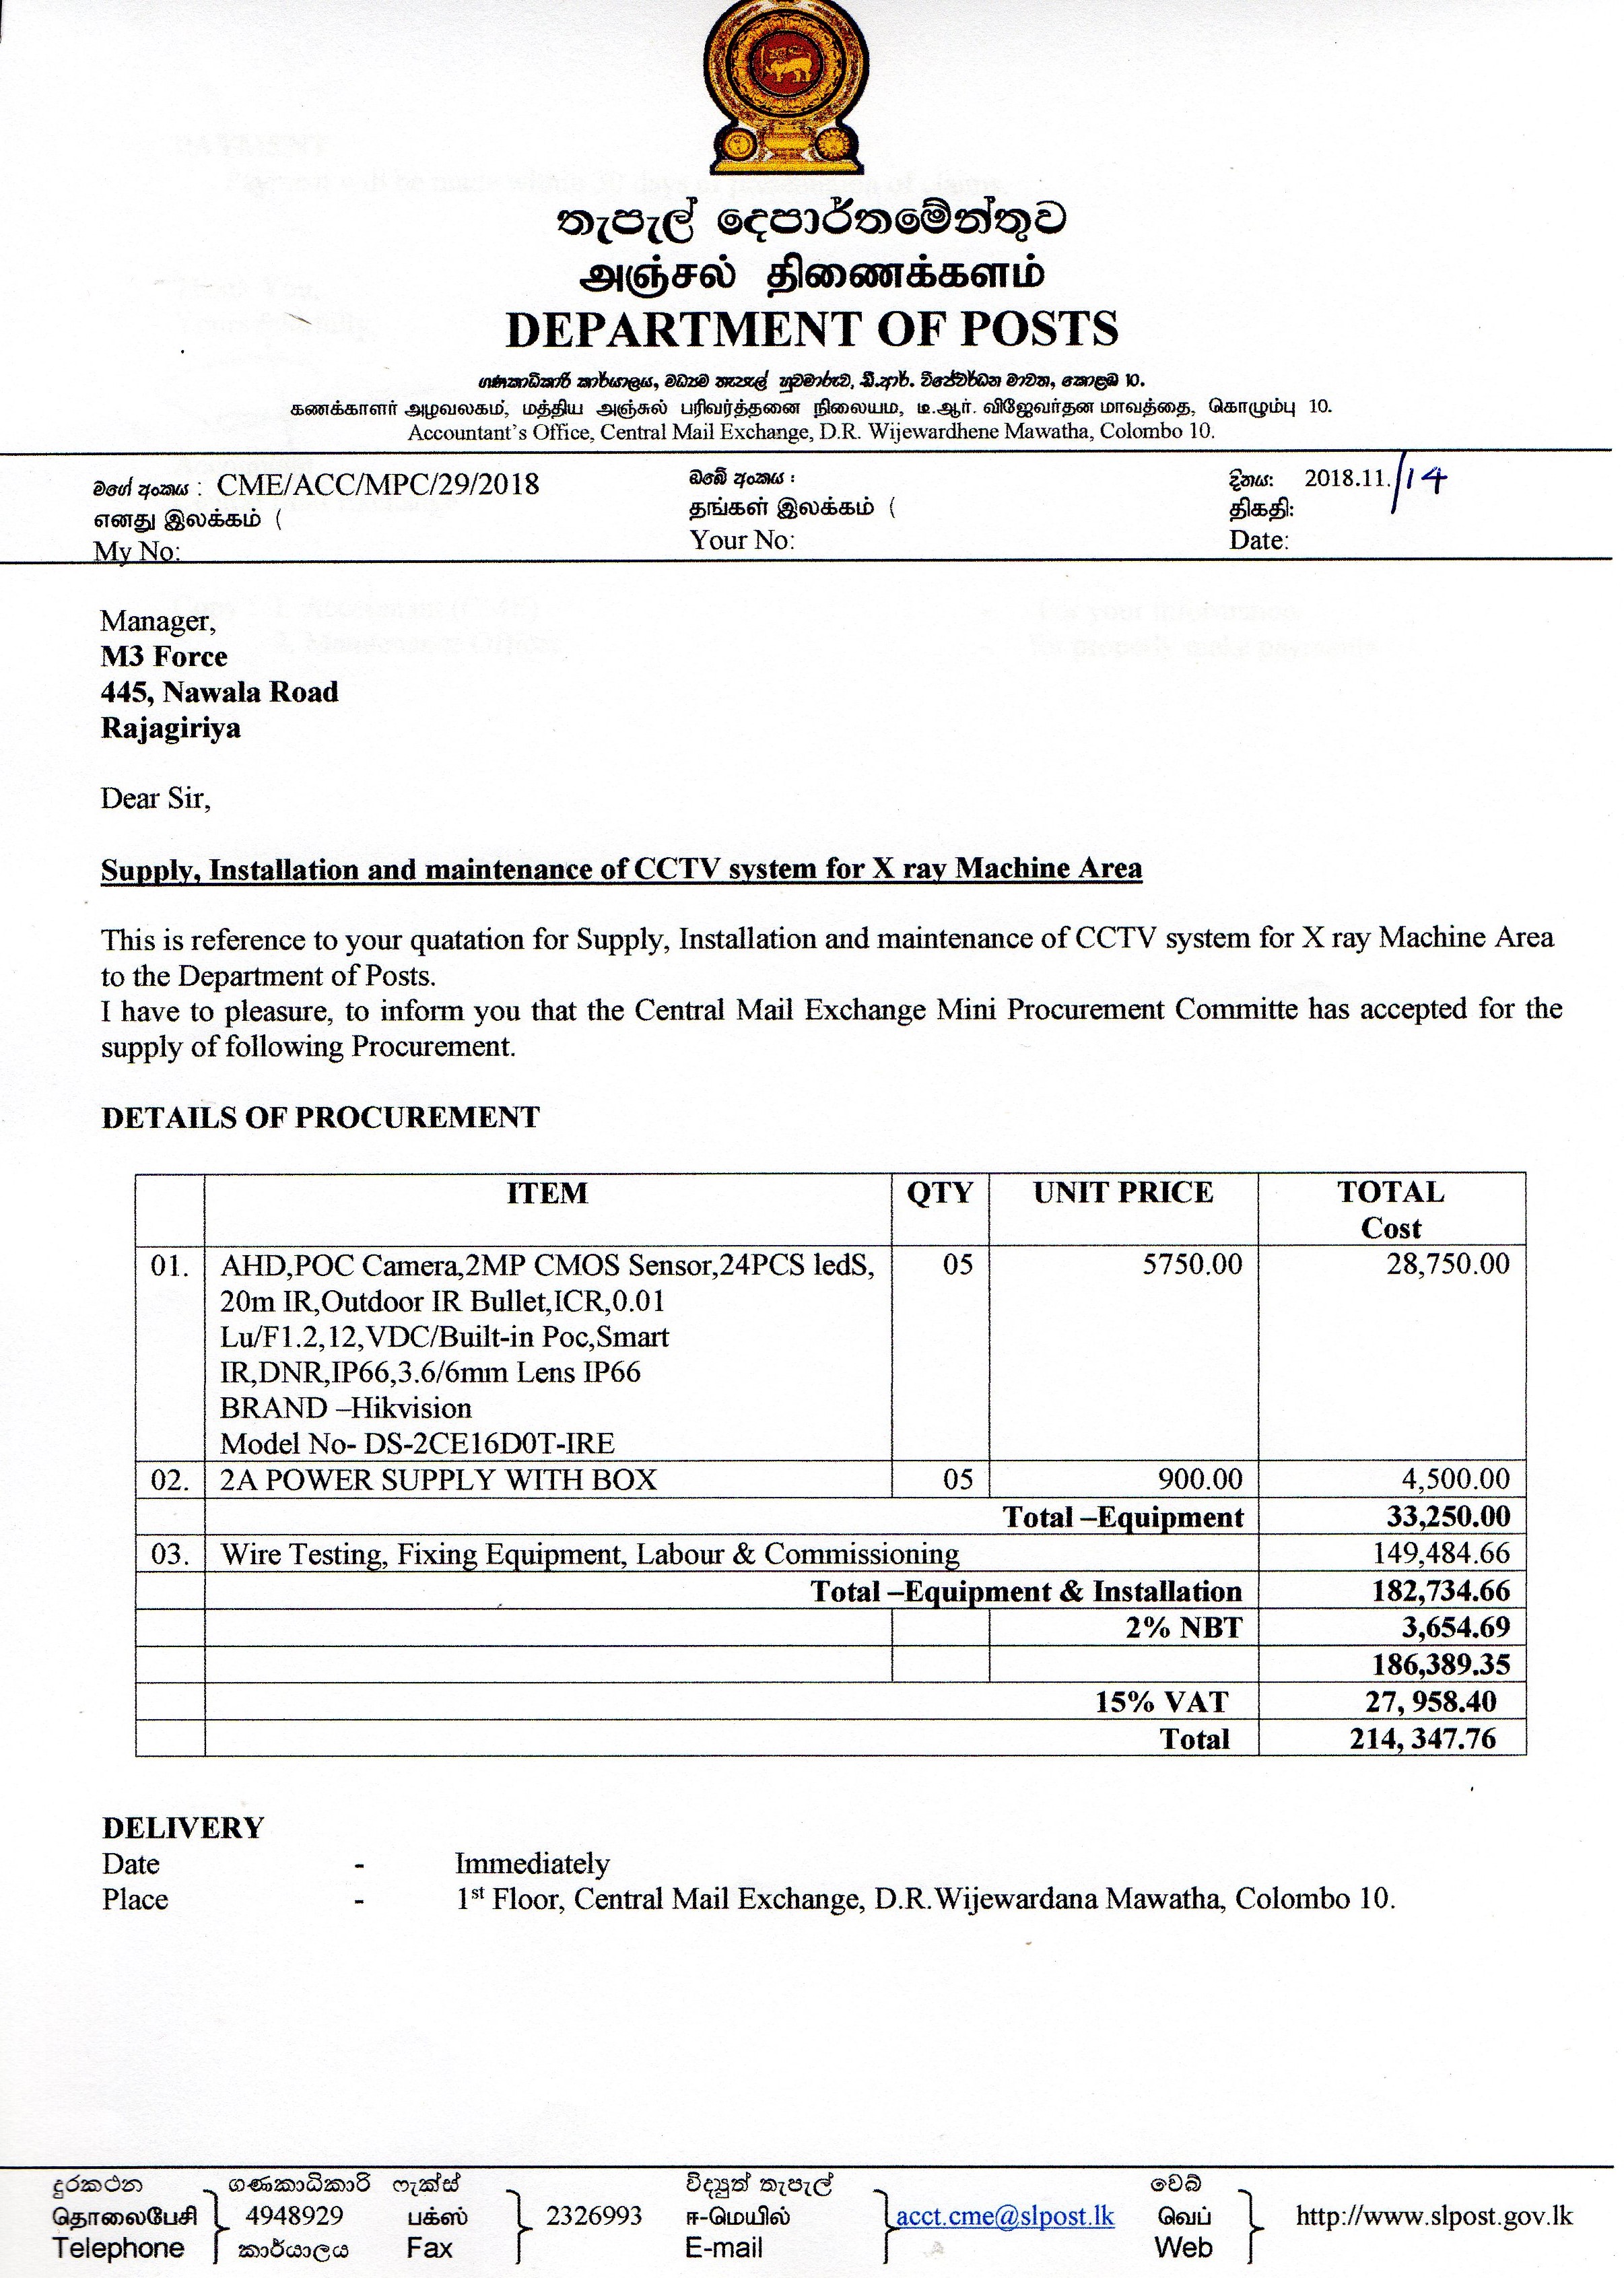 තැපැල් දෙපාර්තමේන්තුව
அஞ்சல் திணைக்களம்
DEPARTMENT OF POSTS
ගණකාධිකාරි කාර්යාලය, මධ්‍යම තැපැල් හුවමාරුව, ඩී.ආර්. විජේවර්ධන මාවත, කොළඹ 10.
கணக்காளர் அழவலகம், மத்திய அஞ்சல் பரிவர்த்தனை நிலையம, டீ.ஆர். விஜேவர்தன மாவத்தை, கொழும்பு 10.
Accountant's Office, Central Mail Exchange, D.R. Wijewardhene Mawatha, Colombo 10.
මගේ අංකය : CME/ACC/MPC/29/2018 ඔබේ අංකය : දිනය: 2018.11./14
எனது இலக்கம் ( தங்கள் இலக்கம் ( திகதி:
My No: Your No: Date:
Manager,
M3 Force
445, Nawala Road
Rajagiriya
Dear Sir,
Supply, Installation and maintenance of CCTV system for X ray Machine Area
This is reference to your quatation for Supply, Installation and maintenance of CCTV system for X ray Machine Area
to the Department of Posts.
I have to pleasure, to inform you that the Central Mail Exchange Mini Procurement Committe has accepted for the
supply of following Procurement.
DETAILS OF PROCUREMENT
ITEM QTY UNIT PRICE TOTAL
Cost
01. AHD,POC Camera,2MP CMOS Sensor,24PCS ledS, 05 5750.00 28,750.00
20m IR,Outdoor IR Bullet,ICR,0.01
Lu/F1.2,12,VDC/Built-in Poc,Smart
IR,DNR,IP66,3.6/6mm Lens IP66
BRAND –Hikvision
Model No- DS-2CE16D0T-IRE
02. 2A POWER SUPPLY WITH BOX 05 900.00 4,500.00
Total –Equipment 33,250.00
03. Wire Testing, Fixing Equipment, Labour & Commissioning 149,484.66
Total –Equipment & Installation 182,734.66
2% NBT 3,654.69
186,389.35
15% VAT 27, 958.40
Total 214, 347.76
DELIVERY
Date - Immediately
Place - 1st Floor, Central Mail Exchange, D.R.Wijewardana Mawatha, Colombo 10.
දුරකථන ගණකාධිකාරි ෆැක්ස් විද්‍යුත් තැපැල් වෙබ්
தொலைபேசி 4948929 பக்ஸ் 2326993 ஈ-மெயில் acct.cme@slpost.lk வெப் http://www.slpost.gov.lk
Telephone කාර්යාලය Fax E-mail Web